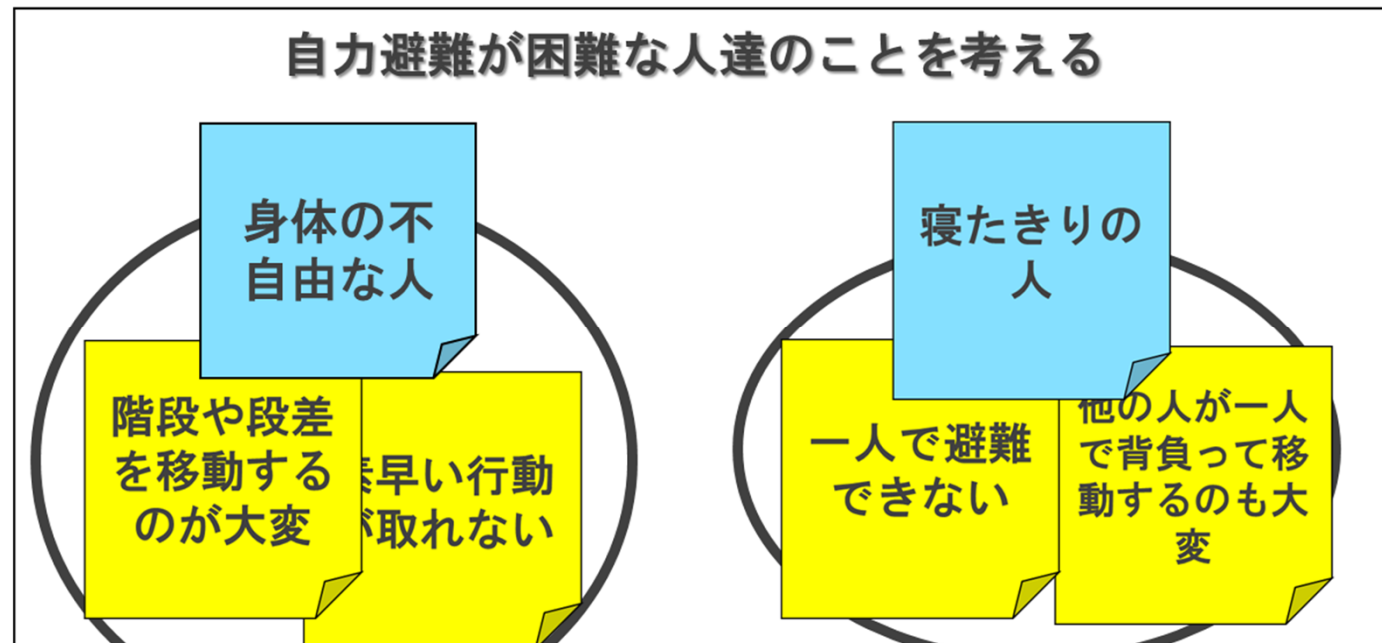 自力避難が困難な人達のことを考える
身体の不
自由な人
階段や段差
を移動する
のが大変
素早い行動
が取れない
寝たきりの
人
一人で避難
できない
他の人が一人
で背負って移
動するのも大
変